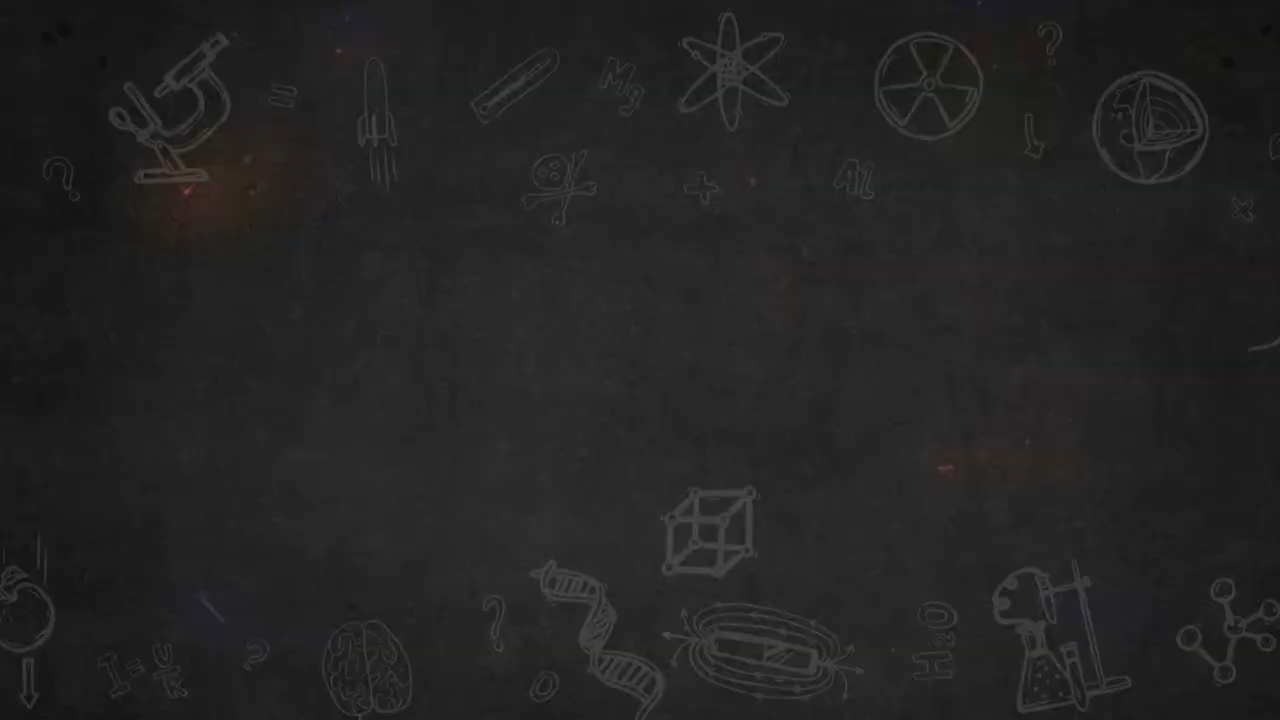 ?
=
Mg
?
+
Al
x
I=U/R
?
?
O
H₂O